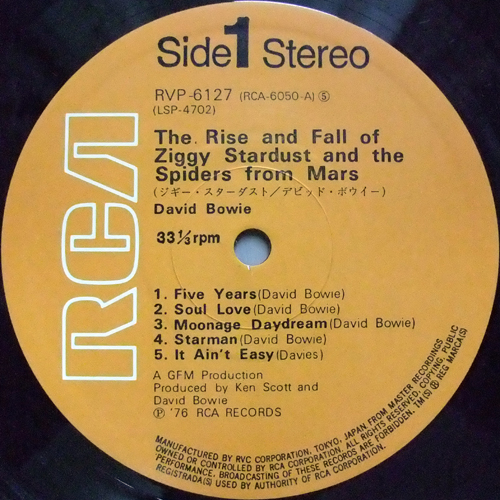 Side 1 Stereo
RVP-6127 (RCA-6050-A) ⑤
(LSP-4702)
The Rise and Fall of
Ziggy Stardust and the
Spiders from Mars
(ジギー・スターダスト/デビッド・ボウイー)
David Bowie
33⅓rpm
RCA
1. Five Years (David Bowie)
2. Soul Love (David Bowie)
3. Moonage Daydream (David Bowie)
4. Starman (David Bowie)
5. It Ain't Easy (Davies)
A GFM Production
Produced by Ken Scott and
David Bowie
Ⓟ '76 RCA RECORDS
MANUFACTURED BY RVC CORPORATION, TOKYO, JAPAN. FROM MASTER RECORDINGS
OWNED OR CONTROLLED BY RCA CORPORATION. ALL RIGHTS RESERVED, COPYING, PUBLIC
PERFORMANCE, BROADCASTING OF THESE RECORDS ARE FORBIDDEN. TM(S) ® REG MARCA(S)
REGISTRADA(S) USED BY AUTHORITY OF RCA CORPORATION.